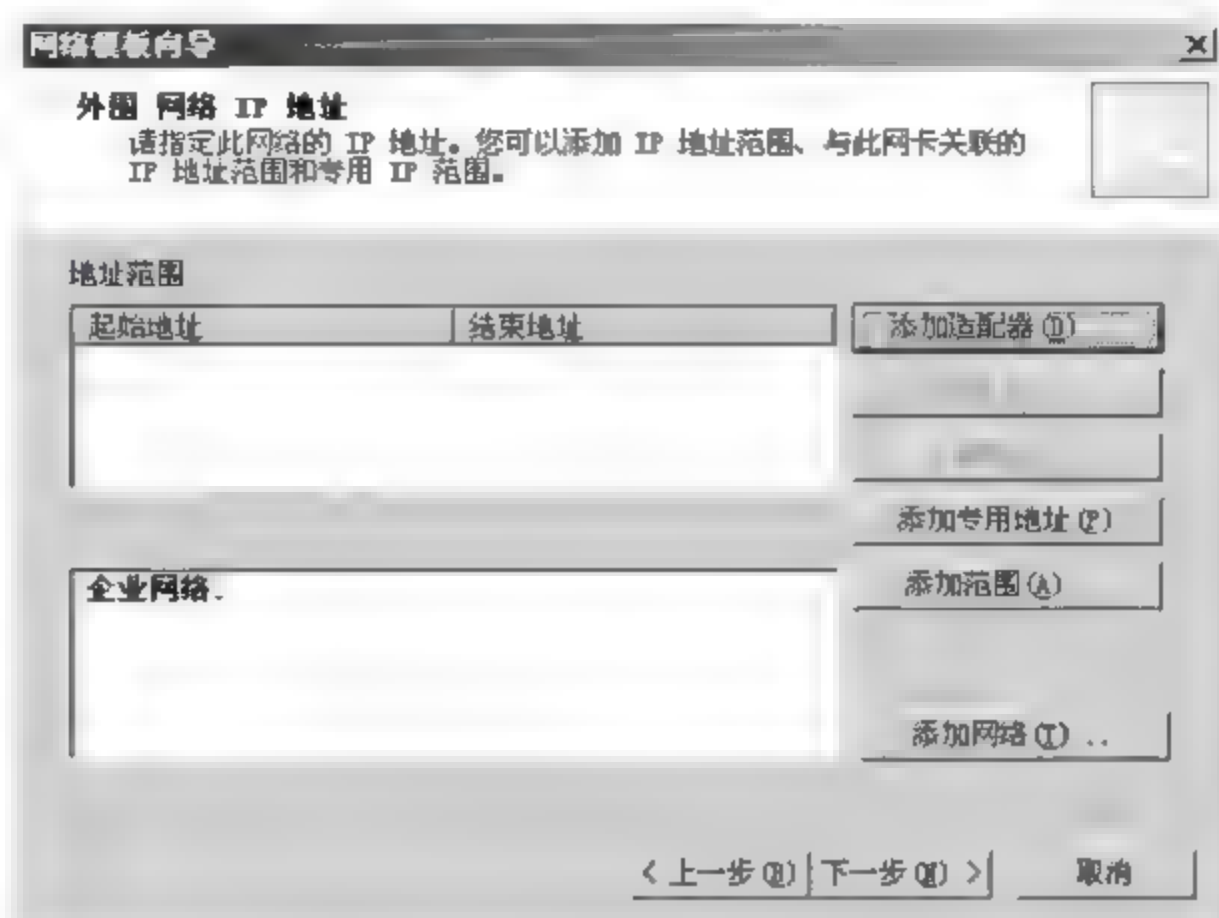 网络模板向导
外围 网络 IP 地址
请指定此网络的 IP 地址。您可以添加 IP 地址范围、与此网卡关联的
IP 地址范围和专用 IP 范围。
地址范围
起始地址 结束地址
添加适配器(D)
添加专用地址(P)
企业网络.
添加范围(A)
添加网络(T)..
< 上一步(B) 下一步(N) > 取消